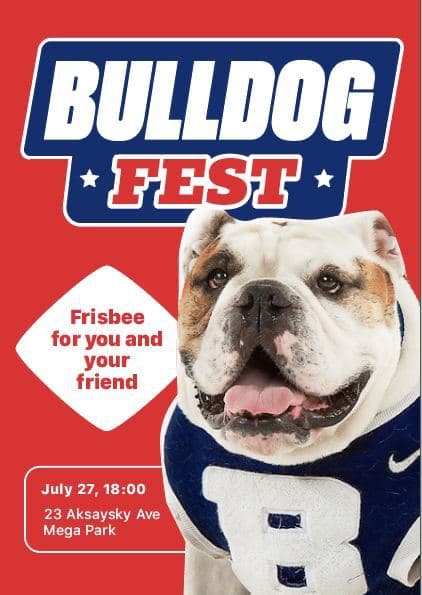 BULLDOG
FEST
Frisbee
for you and
your
friend
July 27, 18:00
23 Aksaysky Ave
Mega Park
B